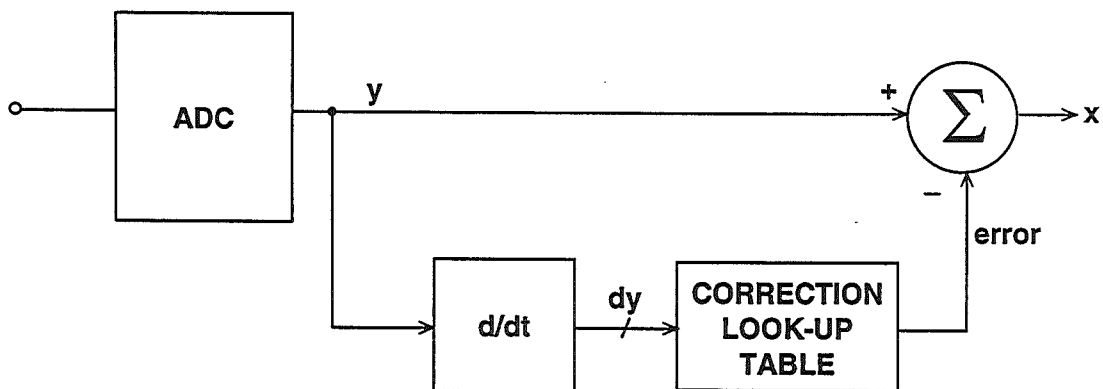 ADC
y
+
Σ
x
−
error
d/dt
dy
CORRECTION
LOOK-UP
TABLE